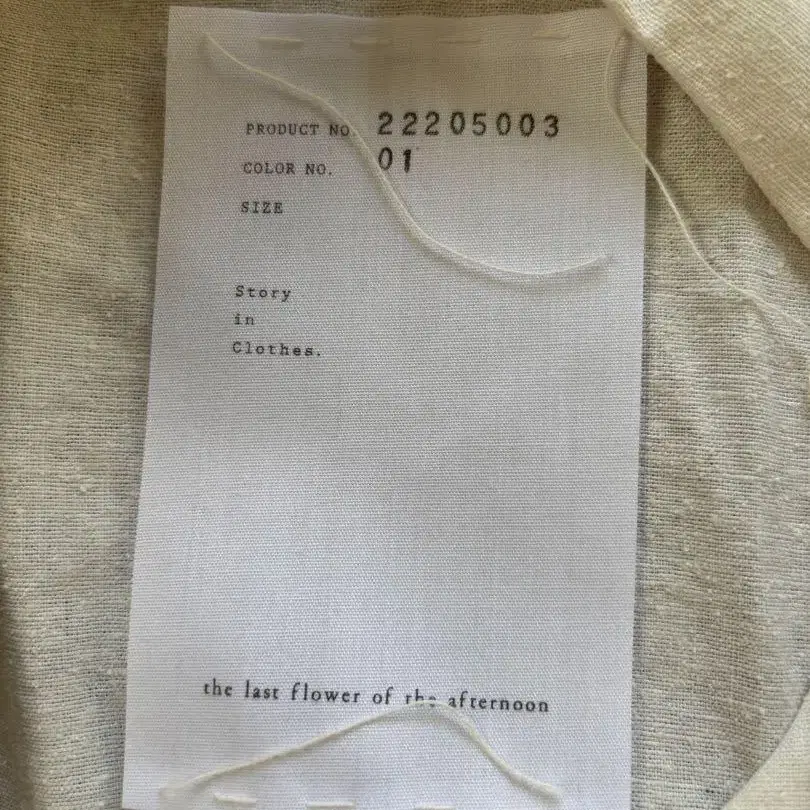 PRODUCT NO. 22205003
COLOR NO. 01
SIZE
Story
in
Clothes.
the last flower of the afternoon